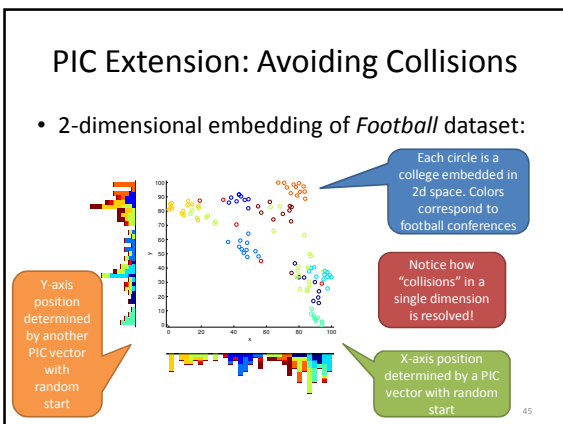 PIC Extension: Avoiding Collisions
• 2-dimensional embedding of Football dataset:
Each circle is a
college embedded in
2d space. Colors
correspond to
football conferences
Notice how
“collisions” in a
single dimension
is resolved!
Y-axis
position
determined
by another
PIC vector
with
random
start
100
90
80
70
60
50
40
30
20
10
0
y
0 20 40 60 80 100
x
X-axis position
determined by a PIC
vector with random
start
45